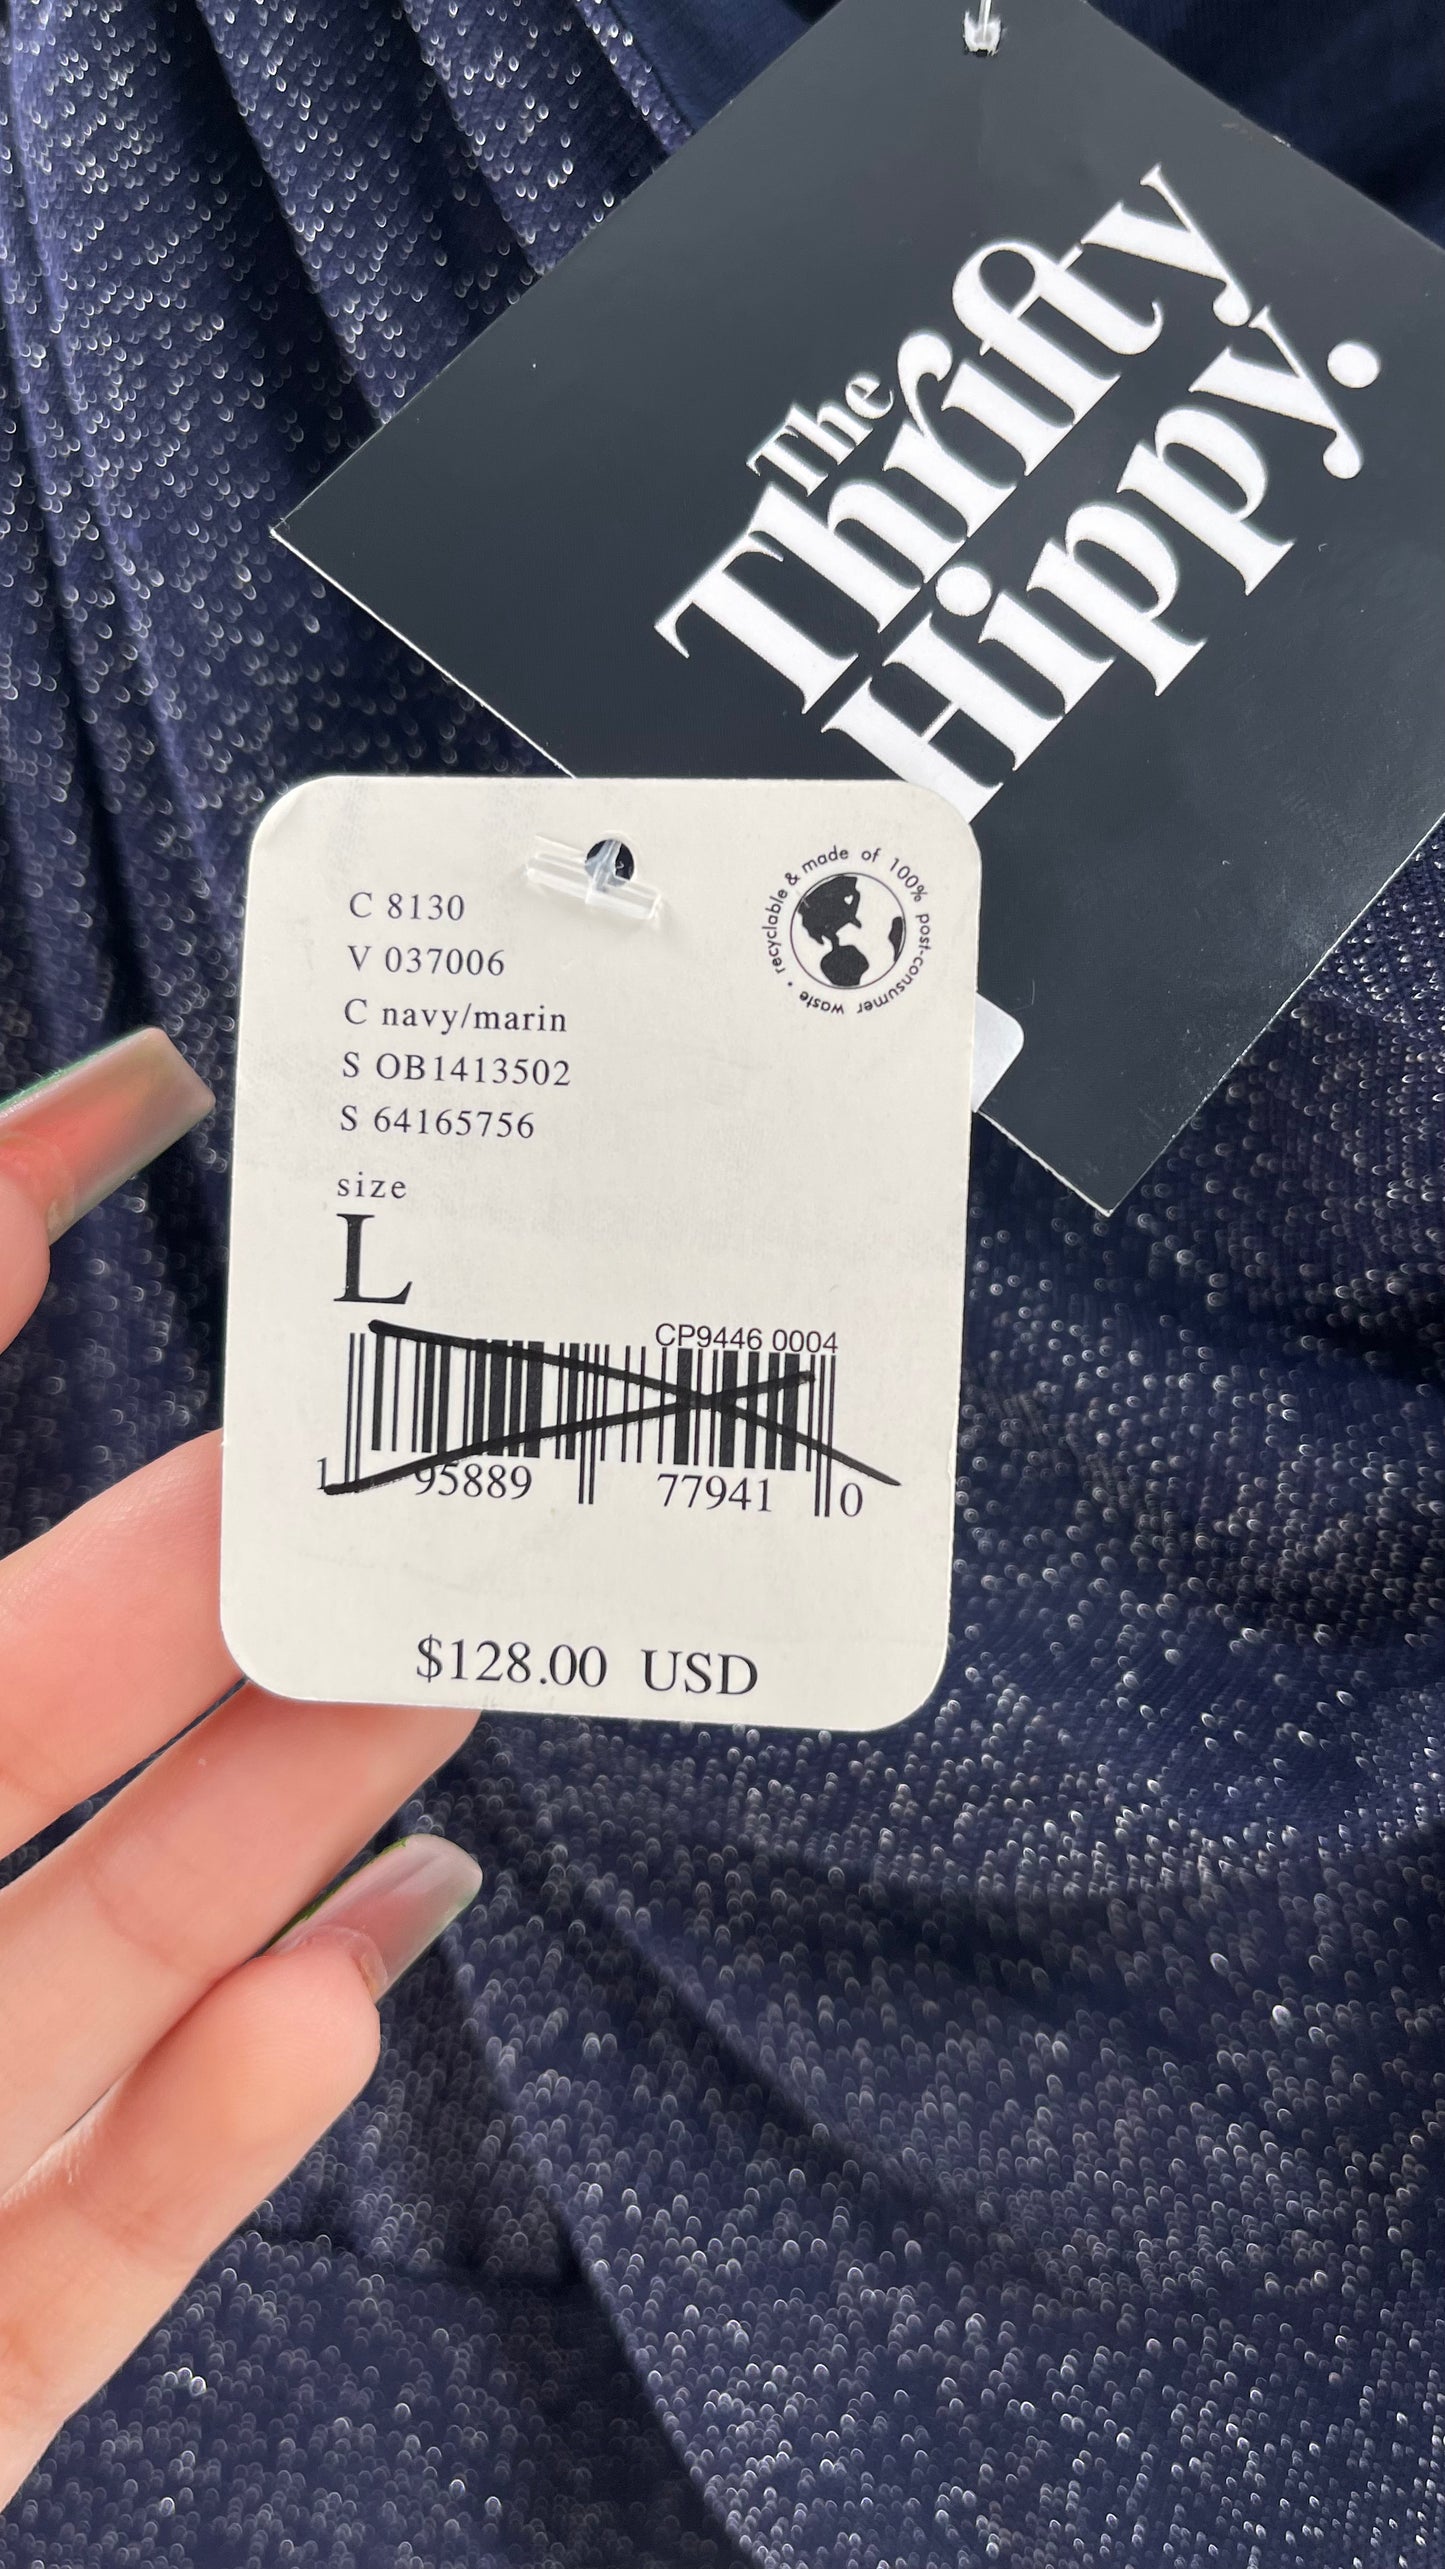 The
Thrifty
Hippy.
recyclable & made of 100% post-consumer waste •
C 8130
V 037006
C navy/marin
S OB1413502
S 64165756
size
L
CP9446 0004
1 95889 77941 0
$128.00 USD